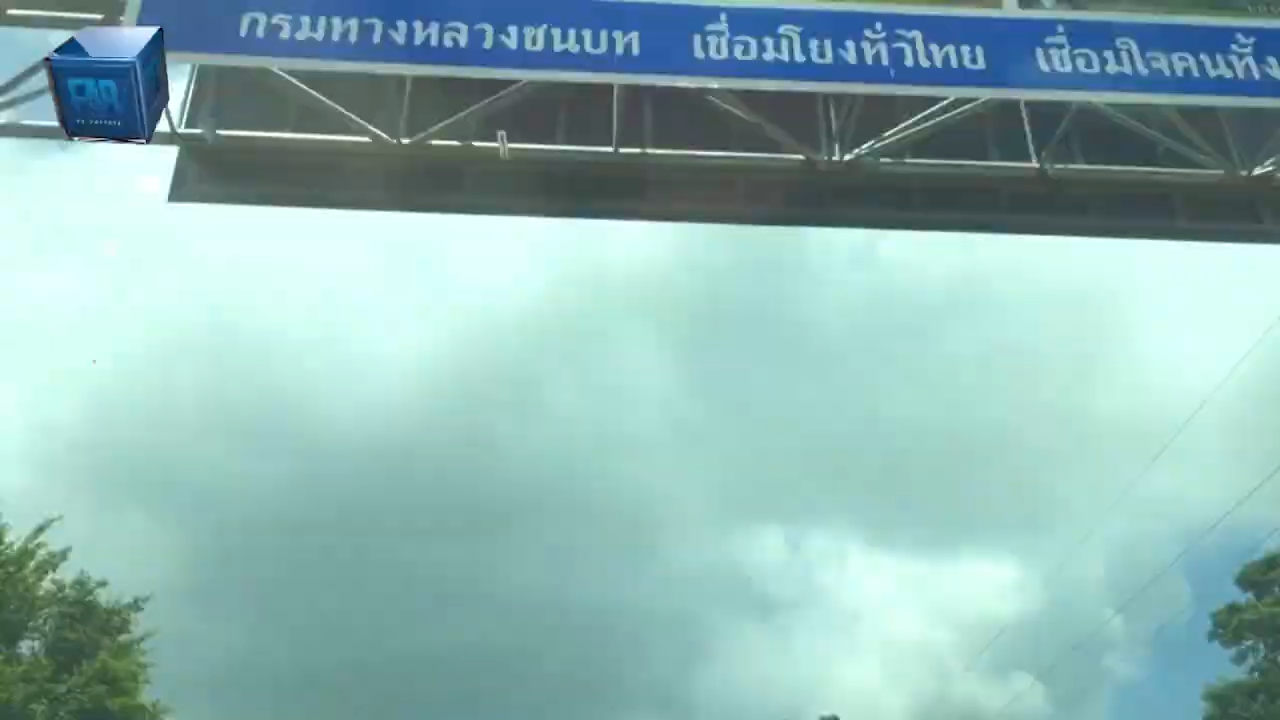 กรมทางหลวงชนบท เชื่อมโยงทั่วไทย เชื่อมใจคนทั้ง